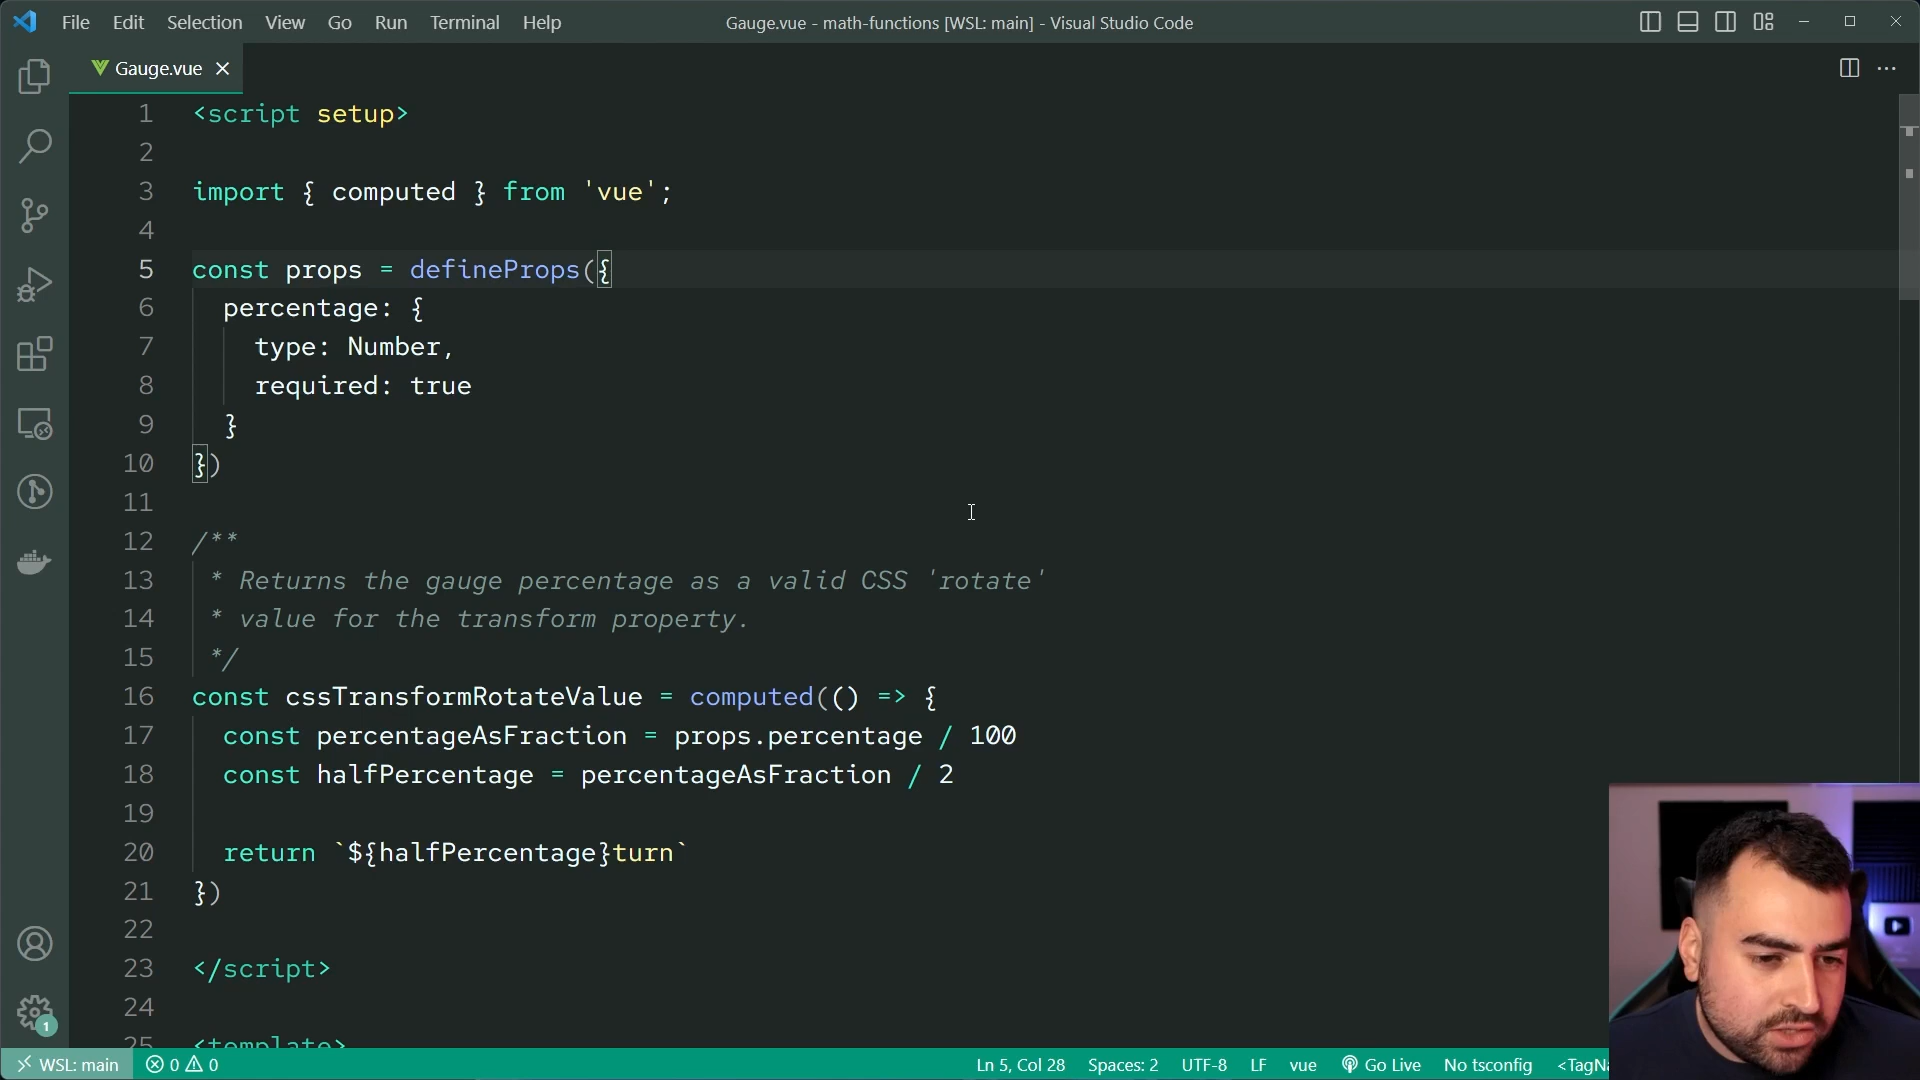 File Edit Selection View Go Run Terminal Help
Gauge.vue - math-functions [WSL: main] - Visual Studio Code
Gauge.vue
1 <script setup>
2
3 import { computed } from 'vue';
4
5 const props = defineProps({
6 percentage: {
7 type: Number,
8 required: true
9 }
10 })
11
12 /**
13 * Returns the gauge percentage as a valid CSS 'rotate'
14 * value for the transform property.
15 */
16 const cssTransformRotateValue = computed(() => {
17 const percentageAsFraction = props.percentage / 100
18 const halfPercentage = percentageAsFraction / 2
19
20 return `${halfPercentage}turn`
21 })
22
23 </script>
24
25 <template>
1
WSL: main 0 0 Ln 5, Col 28 Spaces: 2 UTF-8 LF vue Go Live No tsconfig <TagNa